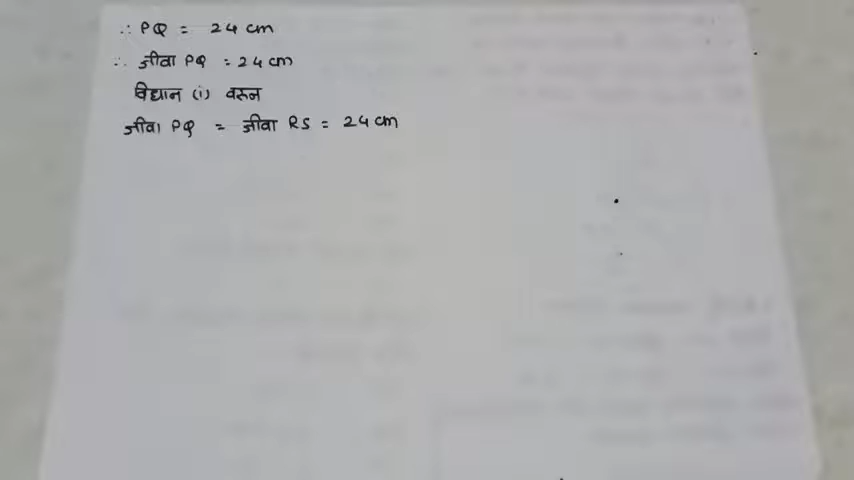 ∴ PQ = 24 cm
∴ जीवा PQ = 24 cm
विधान (i) वरुन
जीवा PQ = जीवा RS = 24 cm